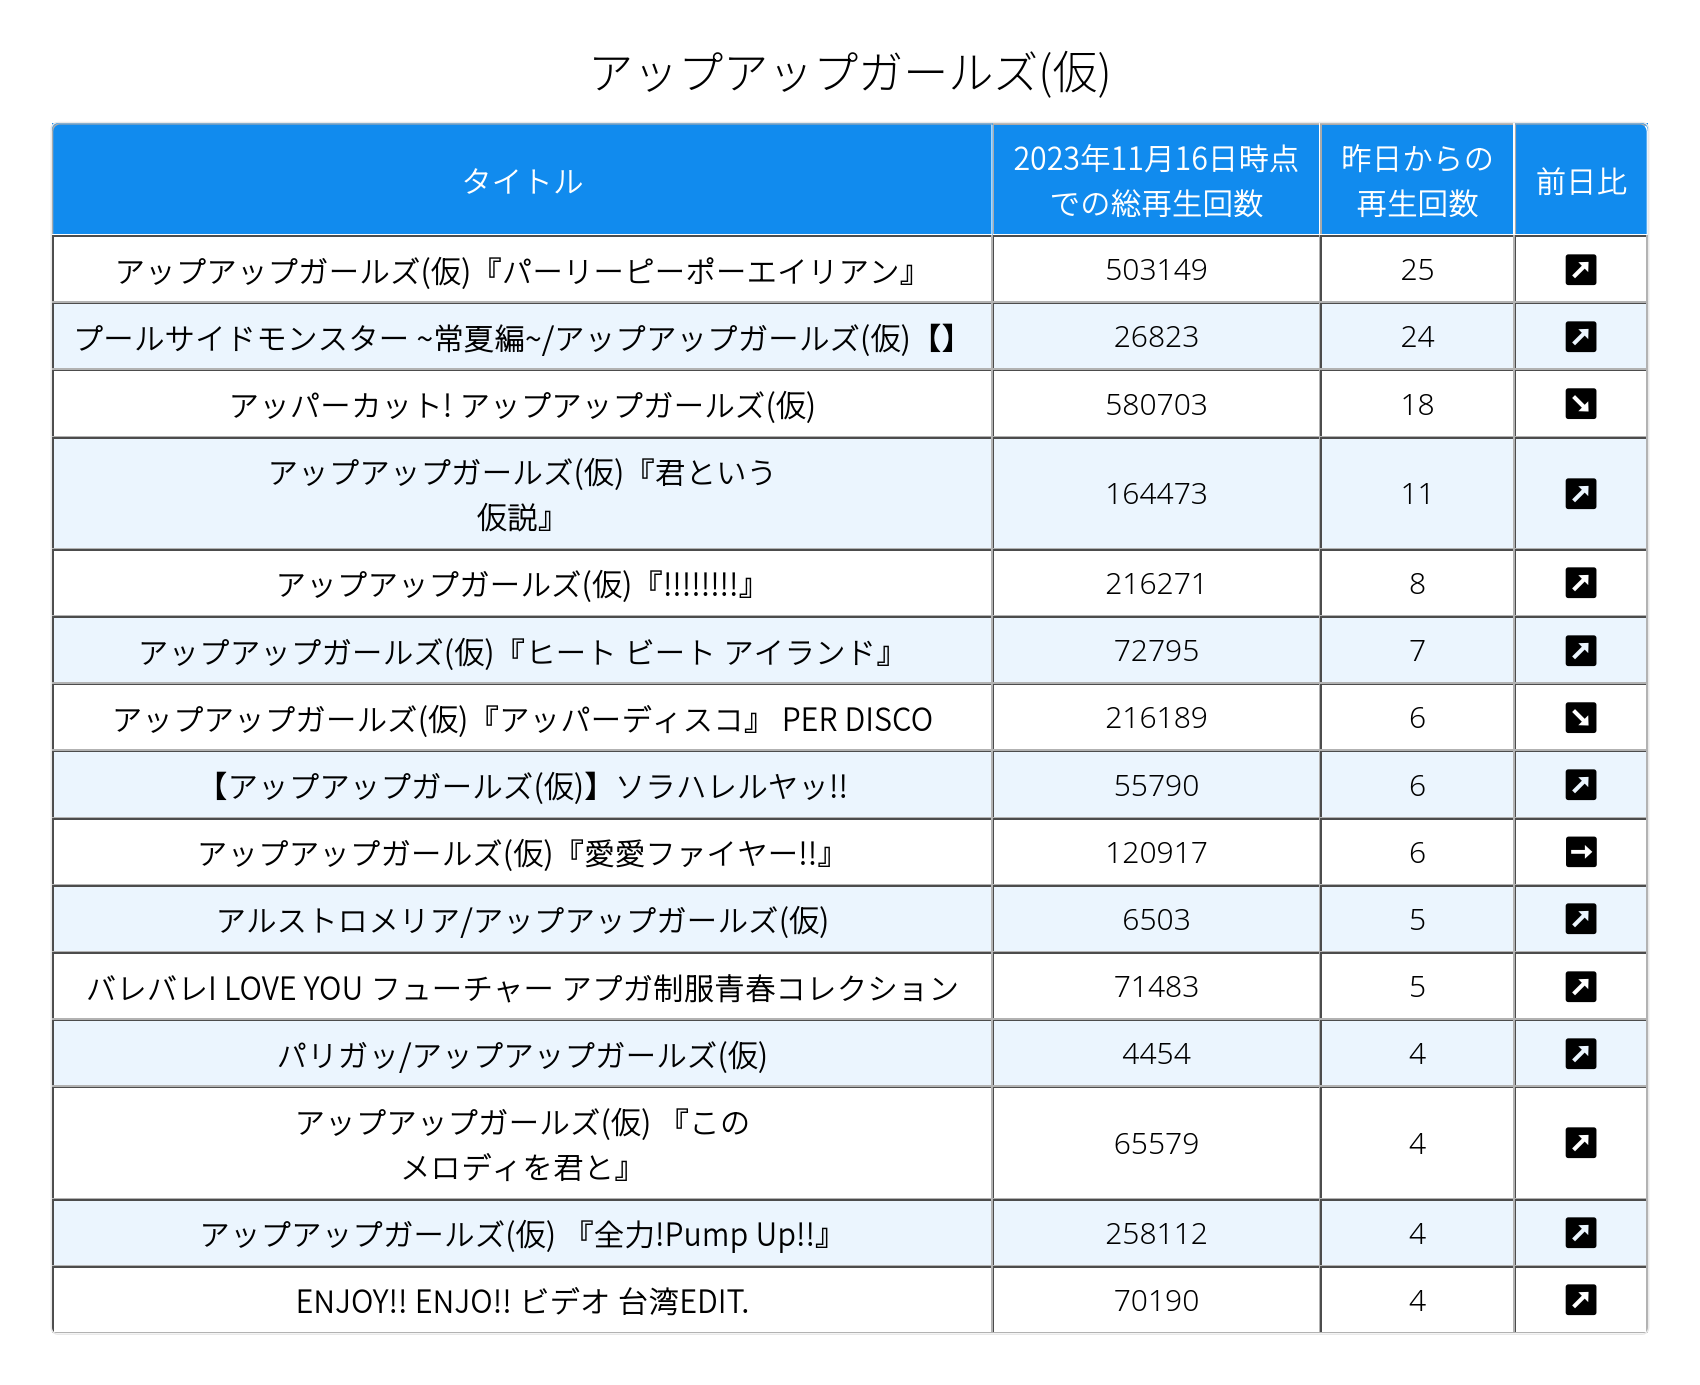 アップアップガールズ(仮)
タイトル
2023年11月16日時点
での総再生回数
昨日からの
再生回数
前日比
アップアップガールズ(仮)『パーリーピーポーエイリアン』 503149 25
プールサイドモンスター ~常夏編~/アップアップガールズ(仮)【】 26823 24
アッパーカット! アップアップガールズ(仮) 580703 18
アップアップガールズ(仮)『君という
仮説』 164473 11
アップアップガールズ(仮)『!!!!!!!!』 216271 8
アップアップガールズ(仮)『ヒート ビート アイランド』 72795 7
アップアップガールズ(仮)『アッパーディスコ』 PER DISCO 216189 6
【アップアップガールズ(仮)】ソラハレルヤッ!! 55790 6
アップアップガールズ(仮)『愛愛ファイヤー!!』 120917 6
アルストロメリア/アップアップガールズ(仮) 6503 5
バレバレI LOVE YOU フューチャー アプガ制服青春コレクション 71483 5
パリガッ/アップアップガールズ(仮) 4454 4
アップアップガールズ(仮) 『この
メロディを君と』 65579 4
アップアップガールズ(仮) 『全力!Pump Up!!』 258112 4
ENJOY!! ENJO!! ビデオ 台湾EDIT. 70190 4